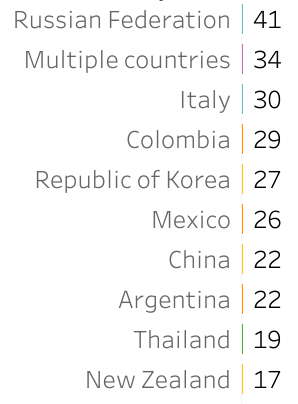 Russian Federation 41
Multiple countries 34
Italy 30
Colombia 29
Republic of Korea 27
Mexico 26
China 22
Argentina 22
Thailand 19
New Zealand 17